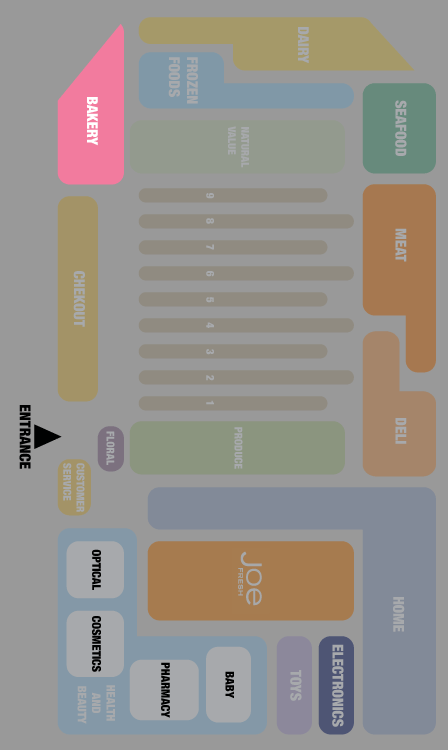 DAIRY
FROZEN
FOODS
BAKERY
NATURAL
VALUE
SEAFOOD
9
8
7
6
5
4
3
2
1
MEAT
CHEKOUT
DELI
PRODUCE
FLORAL
ENTRANCE
CUSTOMER
SERVICE
OPTICAL
COSMETICS
HEALTH
AND
BEAUTY
PHARMACY
BABY
JOE
FRESH
TOYS
ELECTRONICS
HOME